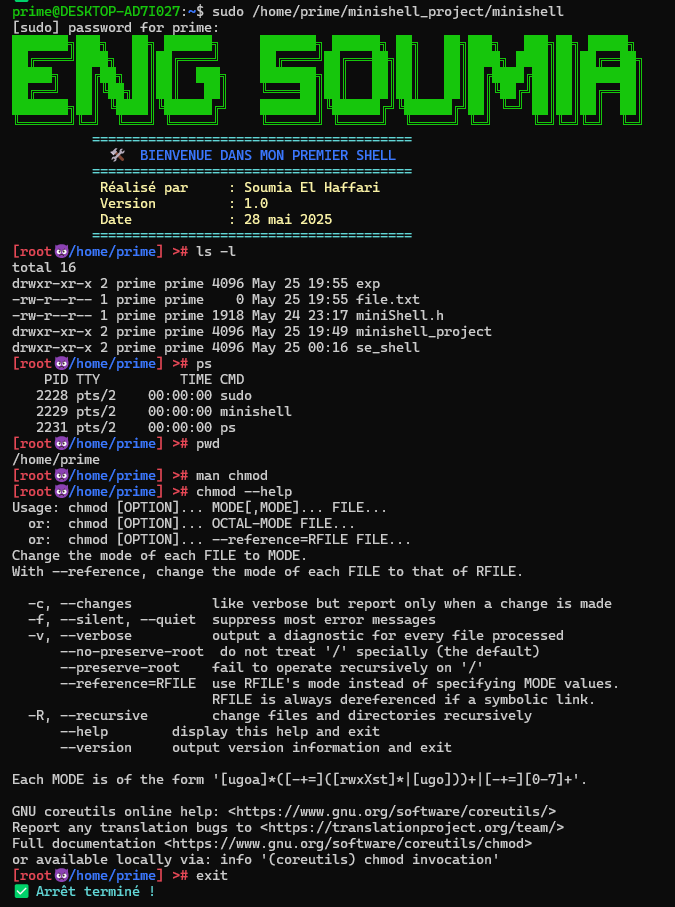 prime@DESKTOP-AD7I027:~$ sudo /home/prime/minishell_project/minishell
[sudo] password for prime:
ENG SOUMIA
========================================
🛠 BIENVENUE DANS MON PREMIER SHELL
========================================
Réalisé par     : Soumia El Haffari
Version         : 1.0
Date            : 28 mai 2025
========================================
[root😈/home/prime] ># ls -l
total 16
drwxr-xr-x 2 prime prime 4096 May 25 19:55 exp
-rw-r--r-- 1 prime prime    0 May 25 19:55 file.txt
-rw-r--r-- 1 prime prime 1918 May 24 23:17 miniShell.h
drwxr-xr-x 2 prime prime 4096 May 25 19:49 minishell_project
drwxr-xr-x 2 prime prime 4096 May 25 00:16 se_shell
[root😈/home/prime] ># ps
    PID TTY          TIME CMD
   2228 pts/2    00:00:00 sudo
   2229 pts/2    00:00:00 minishell
   2231 pts/2    00:00:00 ps
[root😈/home/prime] ># pwd
/home/prime
[root😈/home/prime] ># man chmod
[root😈/home/prime] ># chmod --help
Usage: chmod [OPTION]... MODE[,MODE]... FILE...
  or:  chmod [OPTION]... OCTAL-MODE FILE...
  or:  chmod [OPTION]... --reference=RFILE FILE...
Change the mode of each FILE to MODE.
With --reference, change the mode of each FILE to that of RFILE.

  -c, --changes          like verbose but report only when a change is made
  -f, --silent, --quiet  suppress most error messages
  -v, --verbose          output a diagnostic for every file processed
      --no-preserve-root  do not treat '/' specially (the default)
      --preserve-root    fail to operate recursively on '/'
      --reference=RFILE  use RFILE's mode instead of specifying MODE values.
                         RFILE is always dereferenced if a symbolic link.
  -R, --recursive        change files and directories recursively
      --help        display this help and exit
      --version     output version information and exit

Each MODE is of the form '[ugoa]*([-+=]([rwxXst]*|[ugo]))+|[-+=][0-7]+'.

GNU coreutils online help: <https://www.gnu.org/software/coreutils/>
Report any translation bugs to <https://translationproject.org/team/>
Full documentation <https://www.gnu.org/software/coreutils/chmod>
or available locally via: info '(coreutils) chmod invocation'
[root😈/home/prime] ># exit
✅ Arrêt terminé !